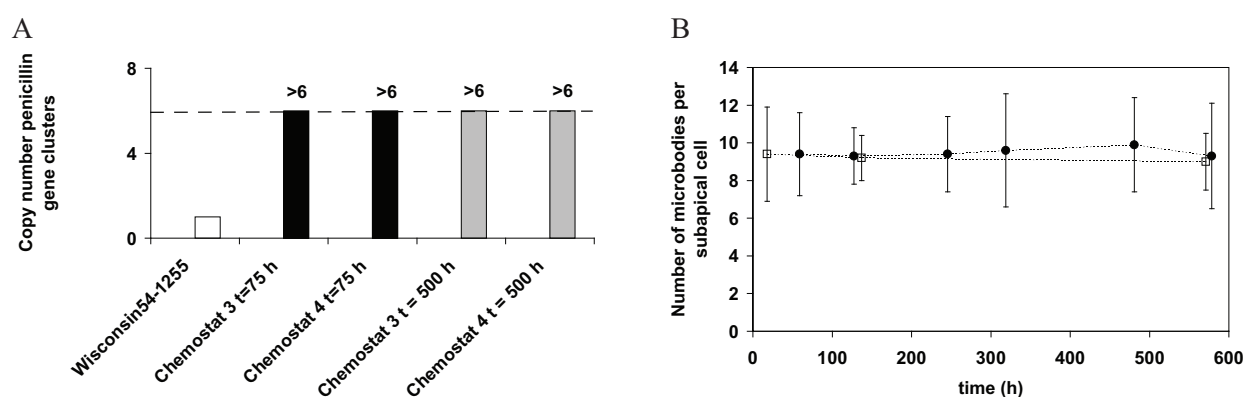 A
Copy number penicillin
gene clusters
8
4
0
>6
>6
>6
>6
Wisconsin54-1255
Chemostat 3 t=75 h
Chemostat 4 t=75 h
Chemostat 3 t = 500 h
Chemostat 4 t = 500 h
B
Number of microbodies per
subapical cell
14
12
10
8
6
4
2
0
0
100
200
300
400
500
600
time (h)